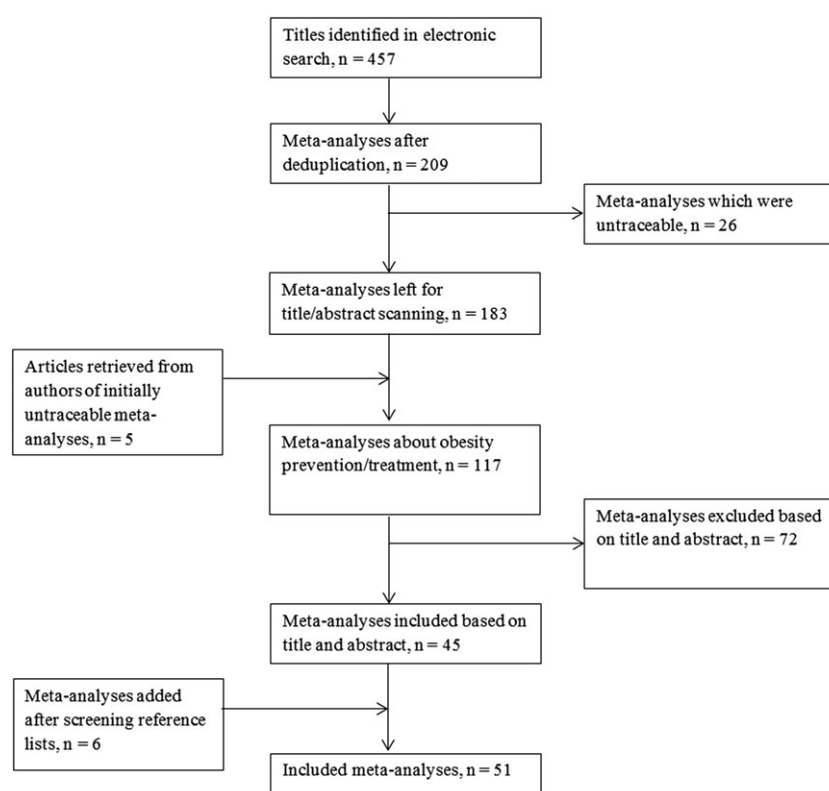 Titles identified in electronic
search, n = 457
Meta-analyses after
deduplication, n = 209
Meta-analyses which were
untraceable, n = 26
Meta-analyses left for
title/abstract scanning, n = 183
Articles retrieved from
authors of initially
untraceable meta-
analyses, n = 5
Meta-analyses about obesity
prevention/treatment, n = 117
Meta-analyses excluded based
on title and abstract, n = 72
Meta-analyses included based on
title and abstract, n = 45
Meta-analyses added
after screening reference
lists, n = 6
Included meta-analyses, n = 51